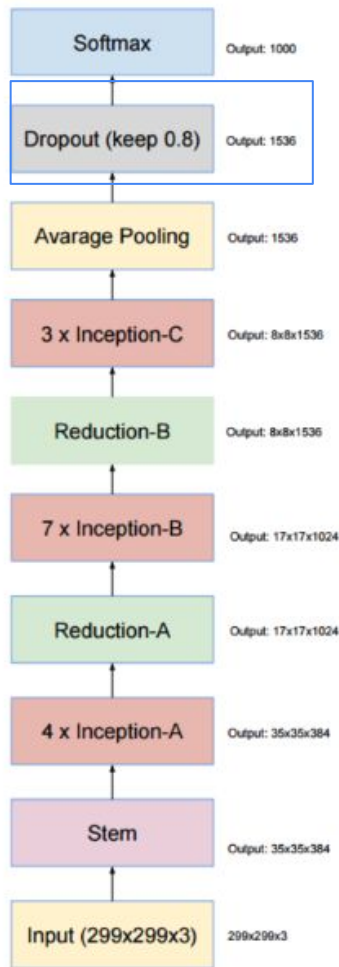 Softmax
Output: 1000
Dropout (keep 0.8)
Output: 1536
Avarage Pooling
Output: 1536
3 x Inception-C
Output: 8x8x1536
Reduction-B
Output: 8x8x1536
7 x Inception-B
Output: 17x17x1024
Reduction-A
Output: 17x17x1024
4 x Inception-A
Output: 35x35x384
Stem
Output: 35x35x384
Input (299x299x3)
299x299x3